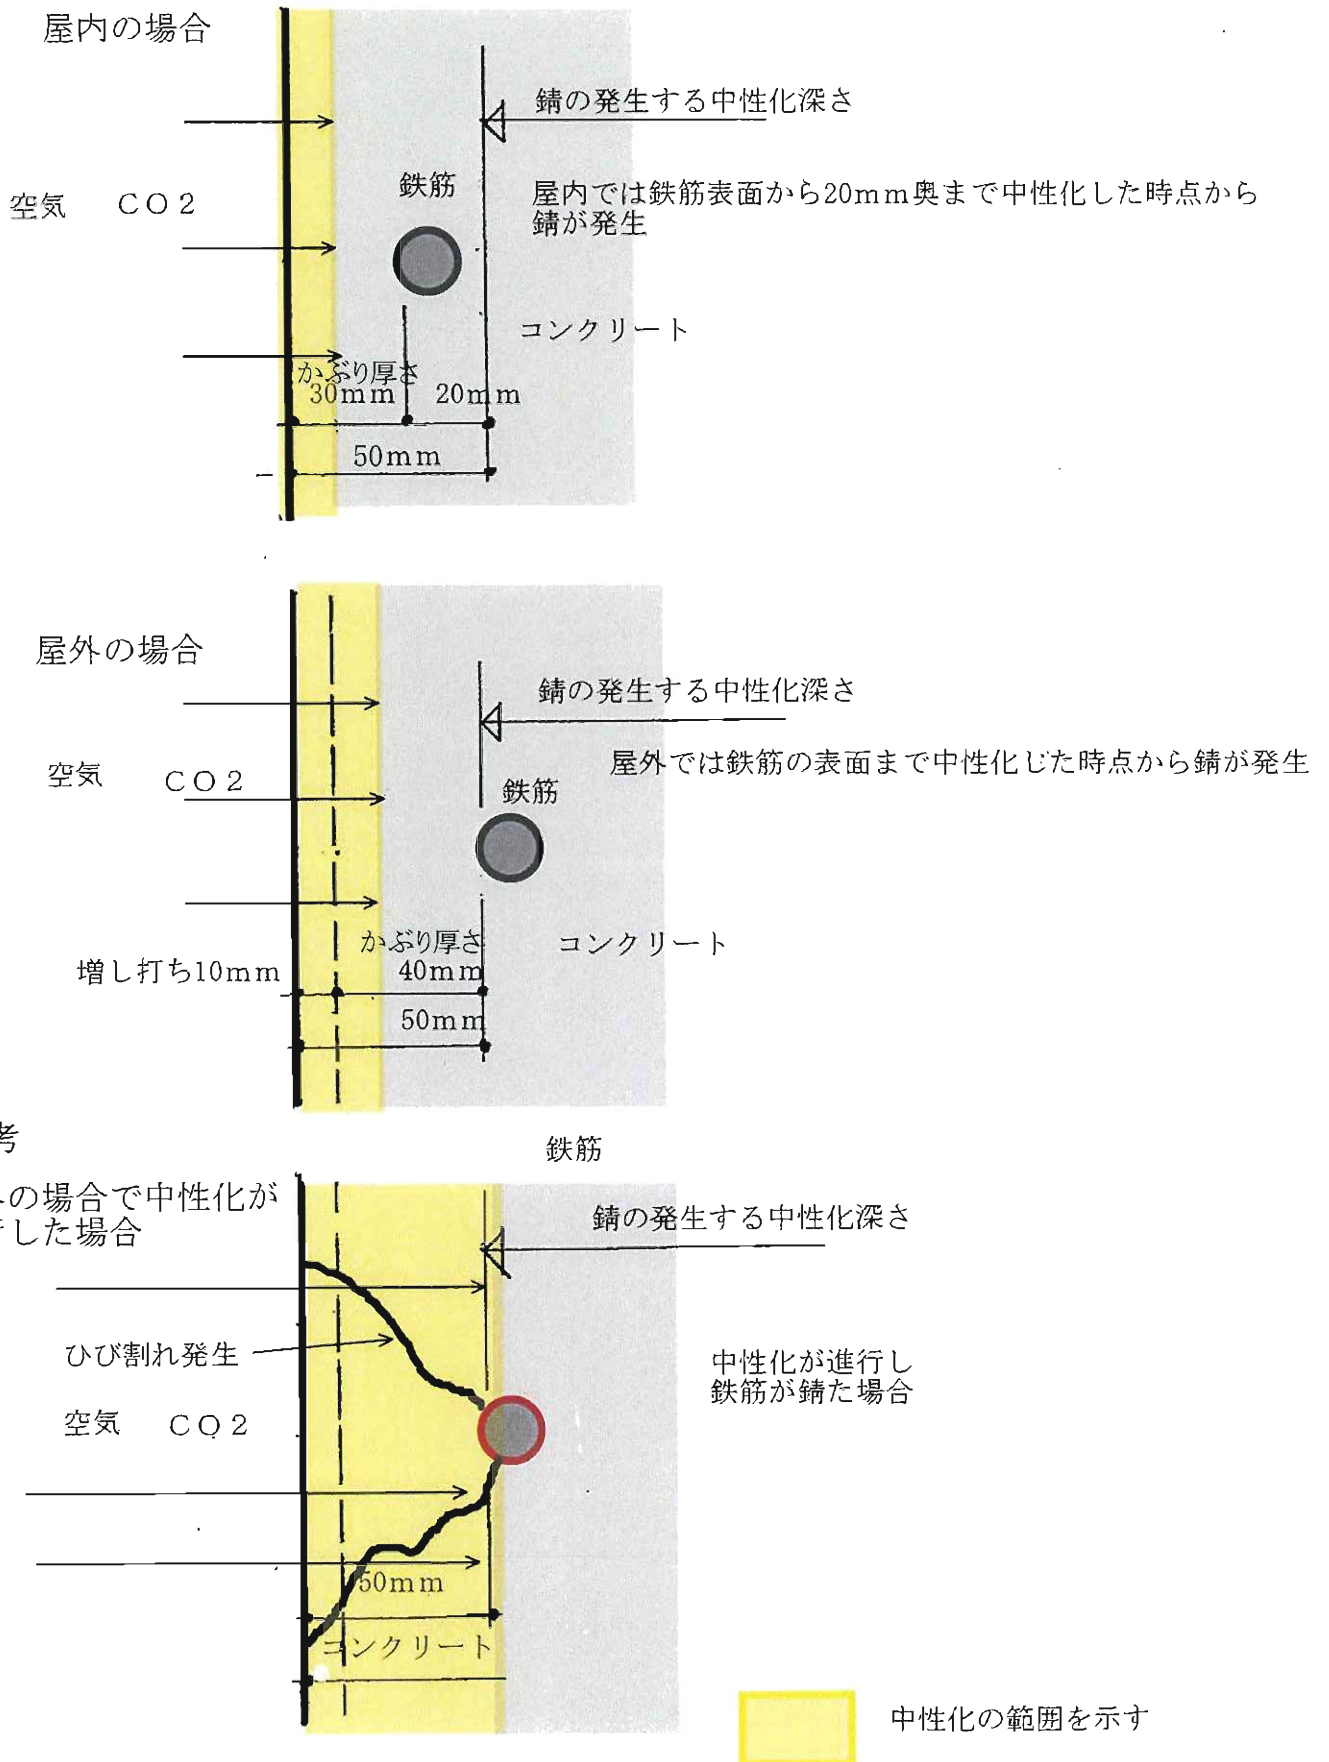 屋内の場合
錆の発生する中性化深さ
鉄筋
屋内では鉄筋表面から20mm奥まで中性化した時点から
錆が発生
空気 CO2
コンクリート
かぶり厚さ
30mm 20mm
50mm
屋外の場合
錆の発生する中性化深さ
屋外では鉄筋の表面まで中性化じた時点から錆が発生
空気 CO2
鉄筋
かぶり厚さ
コンクリート
増し打ち10mm 40mm
50mm
考
鉄筋
の場合で中性化が
した場合
錆の発生する中性化深さ
ひび割れ発生
中性化が進行し
鉄筋が錆た場合
空気 CO2
50mm
コンクリート
中性化の範囲を示す